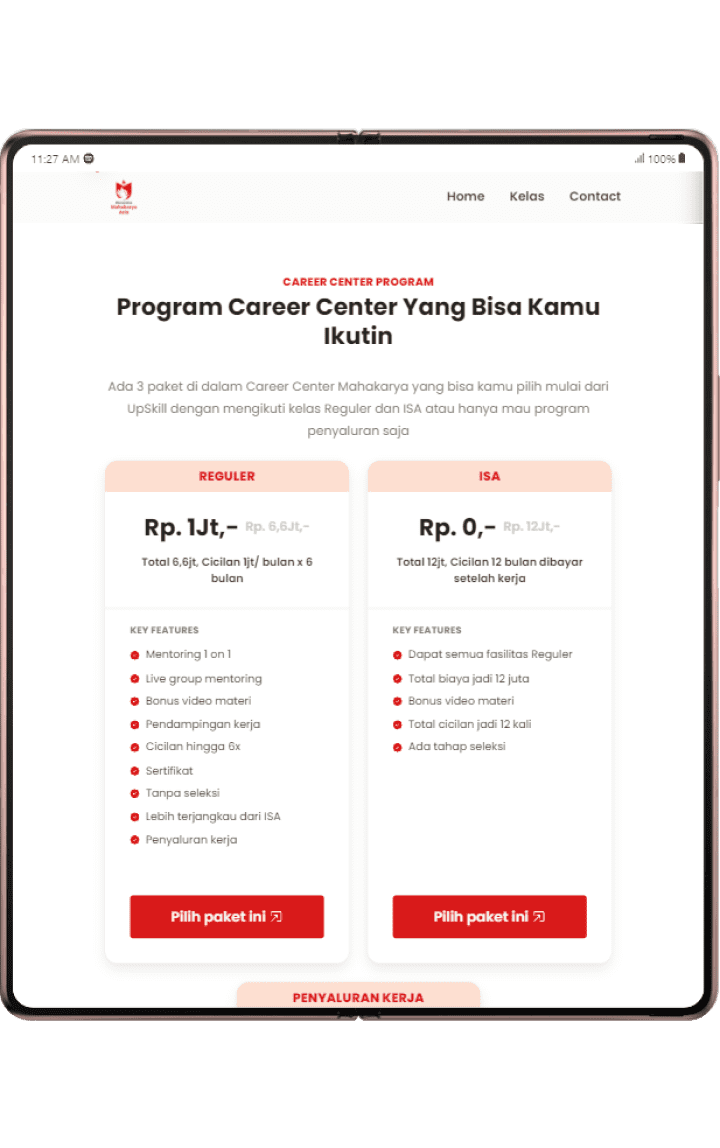 11:27 AM
100%
Mahakarya
Asia
Home
Kelas
Contact
CAREER CENTER PROGRAM
Program Career Center Yang Bisa Kamu
Ikutin
Ada 3 paket di dalam Career Center Mahakarya yang bisa kamu pilih mulai dari
UpSkill dengan mengikuti kelas Reguler dan ISA atau hanya mau program
penyaluran saja
REGULER
Rp. 1Jt,- Rp. 6,6Jt,-
Total 6,6jt, Cicilan 1jt/ bulan x 6
bulan
KEY FEATURES
Mentoring 1 on 1
Live group mentoring
Bonus video materi
Pendampingan kerja
Cicilan hingga 6x
Sertifikat
Tanpa seleksi
Lebih terjangkau dari ISA
Penyaluran kerja
Pilih paket ini
ISA
Rp. 0,- Rp. 12Jt,-
Total 12jt, Cicilan 12 bulan dibayar
setelah kerja
KEY FEATURES
Dapat semua fasilitas Reguler
Total biaya jadi 12 juta
Bonus video materi
Total cicilan jadi 12 kali
Ada tahap seleksi
Pilih paket ini
PENYALURAN KERJA